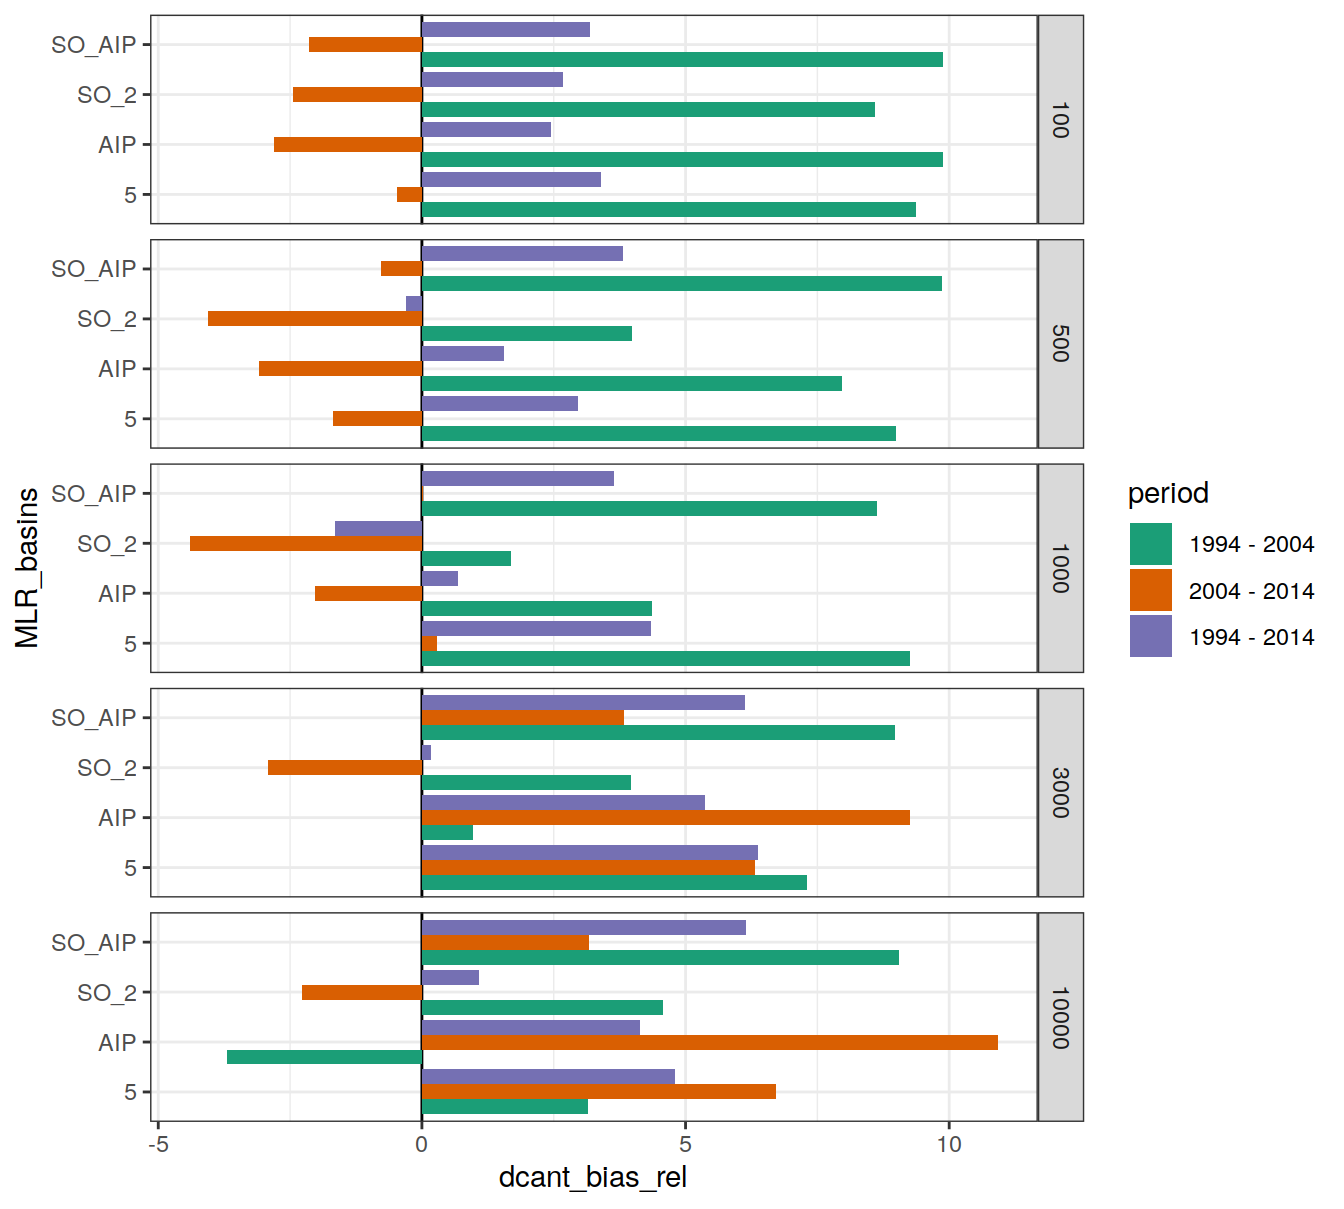 SO_AIP
SO_2
AIP
5
100
SO_AIP
SO_2
AIP
5
500
SO_AIP
SO_2
AIP
5
1000
SO_AIP
SO_2
AIP
5
3000
SO_AIP
SO_2
AIP
5
10000
-5 0 5 10
dcant_bias_rel
MLR_basins
period
1994 - 2004
2004 - 2014
1994 - 2014